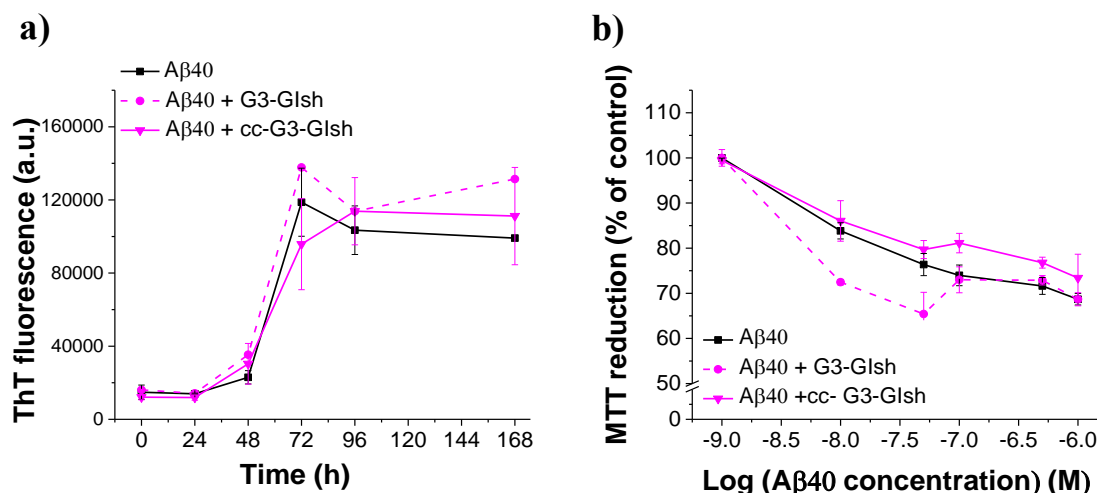 a)
Aβ40
Aβ40 + G3-GIsh
Aβ40 + cc-G3-GIsh
ThT fluorescence (a.u.)
160000
120000
80000
40000
0
0 24 48 72 96 120 144 168
Time (h)
b)
MTT reduction (% of control)
110
100
90
80
70
60
50
0
Aβ40
Aβ40 + G3-GIsh
Aβ40 +cc- G3-GIsh
-9.0 -8.5 -8.0 -7.5 -7.0 -6.5 -6.0
Log (Aβ40 concentration) (M)